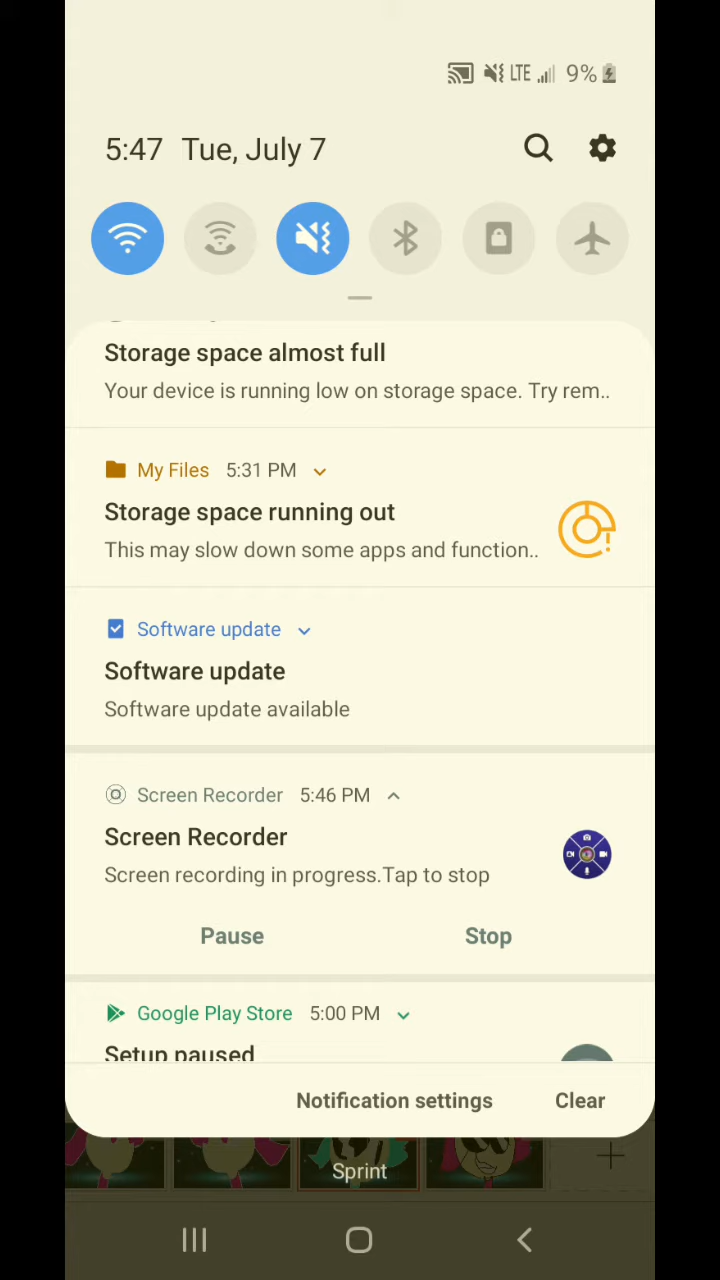 LTE 9%
5:47 Tue, July 7
Storage space almost full
Your device is running low on storage space. Try rem..
My Files 5:31 PM
Storage space running out
This may slow down some apps and function..
Software update
Software update
Software update available
Screen Recorder 5:46 PM
Screen Recorder
Screen recording in progress.Tap to stop
Pause Stop
Google Play Store 5:00 PM
Setup paused
Notification settings Clear
Sprint